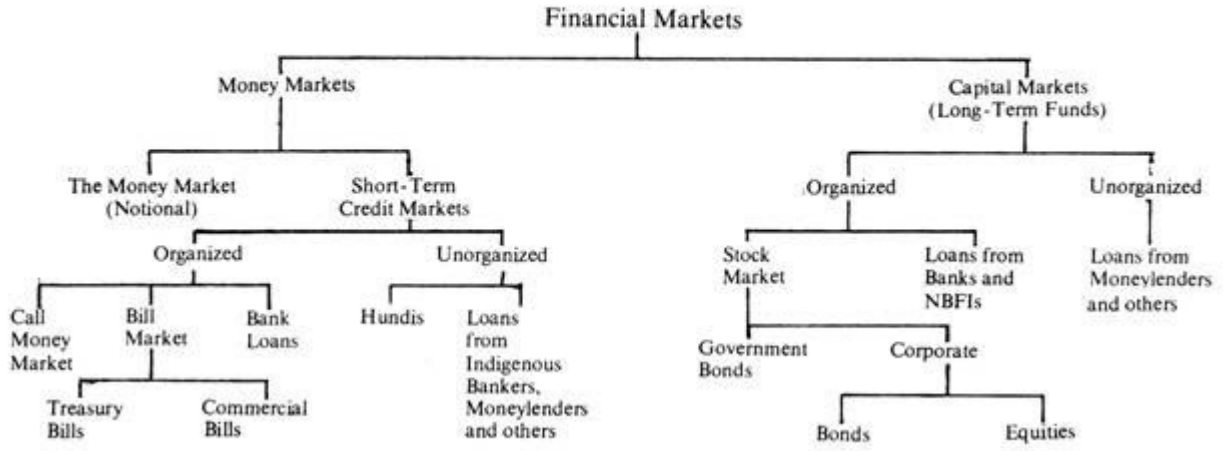 Financial Markets
Money Markets
Capital Markets
(Long-Term Funds)
The Money Market
(Notional)
Short-Term
Credit Markets
Organized
Unorganized
Organized
Unorganized
Call
Money
Market
Bill
Market
Bank
Loans
Hundis
Loans
from
Indigenous
Bankers,
Moneylenders
and others
Treasury
Bills
Commercial
Bills
Stock
Market
Loans from
Banks and
NBFIs
Loans from
Moneylenders
and others
Government
Bonds
Corporate
Bonds
Equities